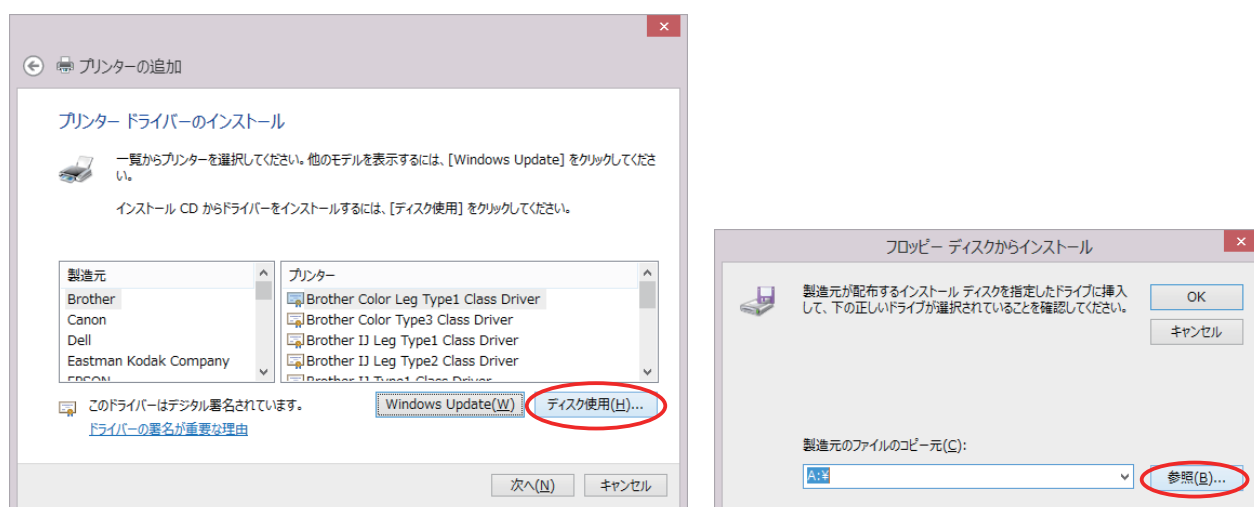 プリンターの追加
プリンター ドライバーのインストール
一覧からプリンターを選択してください。他のモデルを表示するには、[Windows Update] をクリックしてくださ
い。
インストール CD からドライバーをインストールするには、[ディスク使用] をクリックしてください。
製造元
Brother
Canon
Dell
Eastman Kodak Company
EPSON
プリンター
Brother Color Leg Type1 Class Driver
Brother Color Type3 Class Driver
Brother IJ Leg Type1 Class Driver
Brother IJ Leg Type2 Class Driver
Brother IJ Type1 Class Driver
このドライバーはデジタル署名されています。
ドライバーの署名が重要な理由
Windows Update(W)
ディスク使用(H)...
次へ(N)
キャンセル
フロッピー ディスクからインストール
製造元が配布するインストール ディスクを指定したドライブに挿入
して、下の正しいドライブが選択されていることを確認してください。
OK
キャンセル
製造元のファイルのコピー元(C):
A:¥
参照(B)...